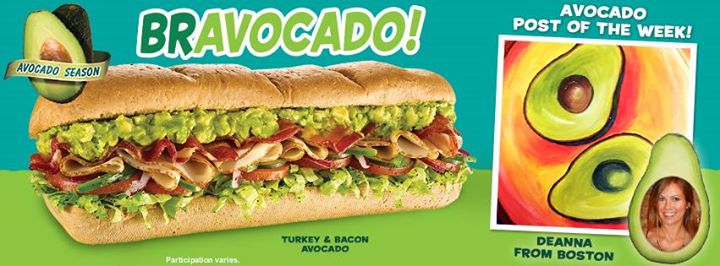 AVOCADO SEASON
BRAVOCADO!
TURKEY & BACON
AVOCADO
Participation varies.
AVOCADO
POST OF THE WEEK!
DEANNA
FROM BOSTON